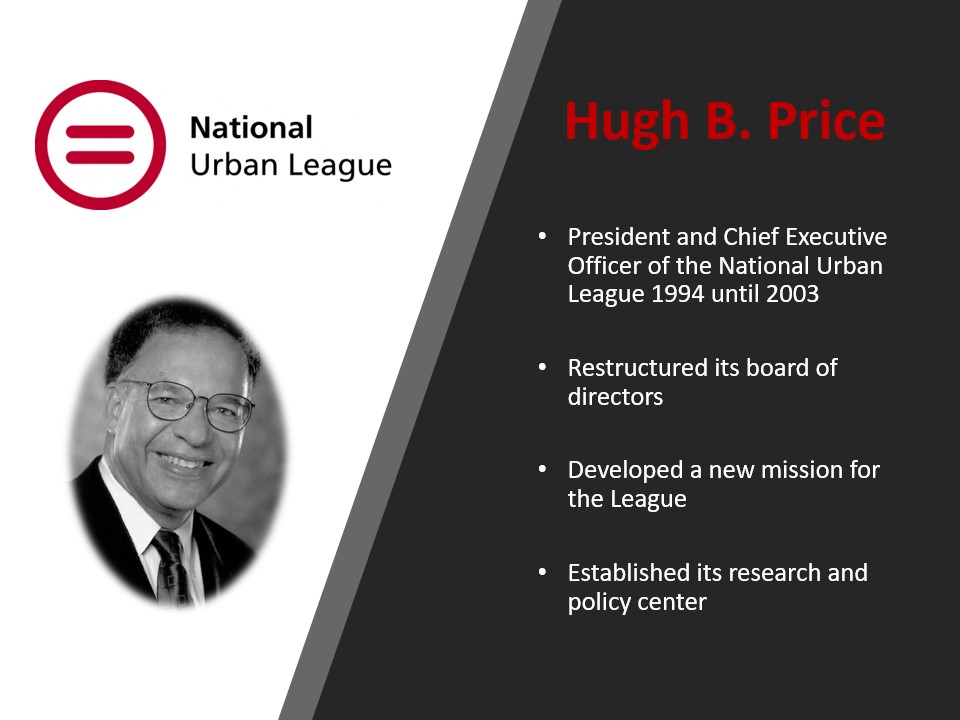 National
Urban League
Hugh B. Price
• President and Chief Executive
Officer of the National Urban
League 1994 until 2003
• Restructured its board of
directors
• Developed a new mission for
the League
• Established its research and
policy center